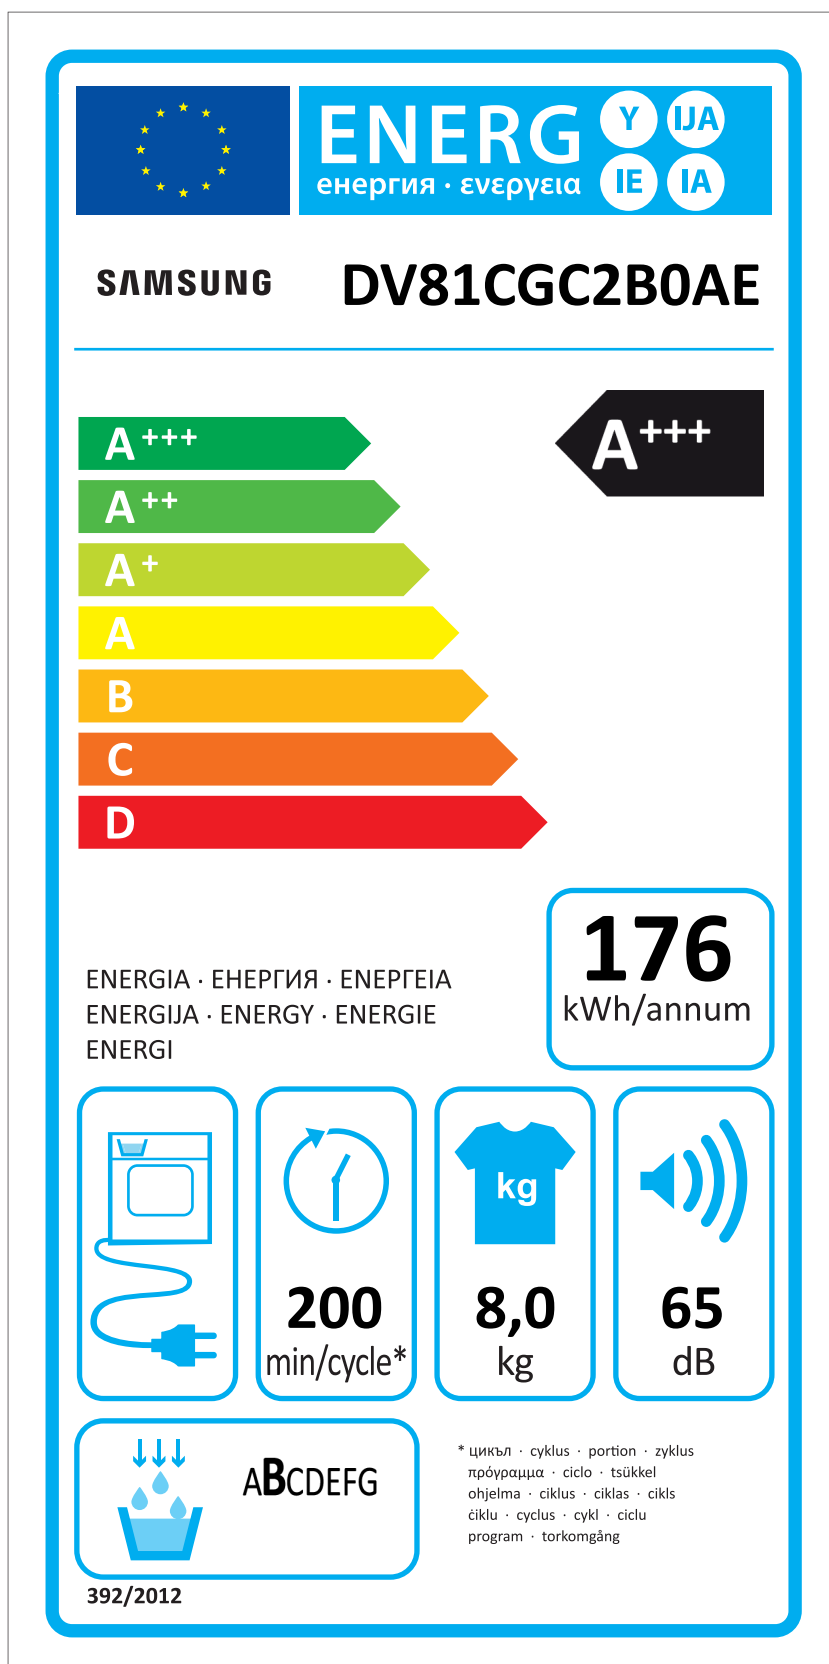 ENERG Y IJA
енергия · ενεργεια IE IA
SAMSUNG DV81CGC2B0AE
A+++
A+++
A++
A+
A
B
C
D
176
kWh/annum
ENERGIA · ЕНЕРГИЯ · ΕΝΕΡΓΕΙΑ
ENERGIJA · ENERGY · ENERGIE
ENERGI
kg
200
min/cycle*
8,0
kg
65
dB
ABCDEFG
* цикъл · cyklus · portion · zyklus
πρόγραμμα · ciclo · tsükkel
ohjelma · ciklus · ciklas · cikls
ċiklu · cyclus · cykl · ciclu
program · torkomgång
392/2012